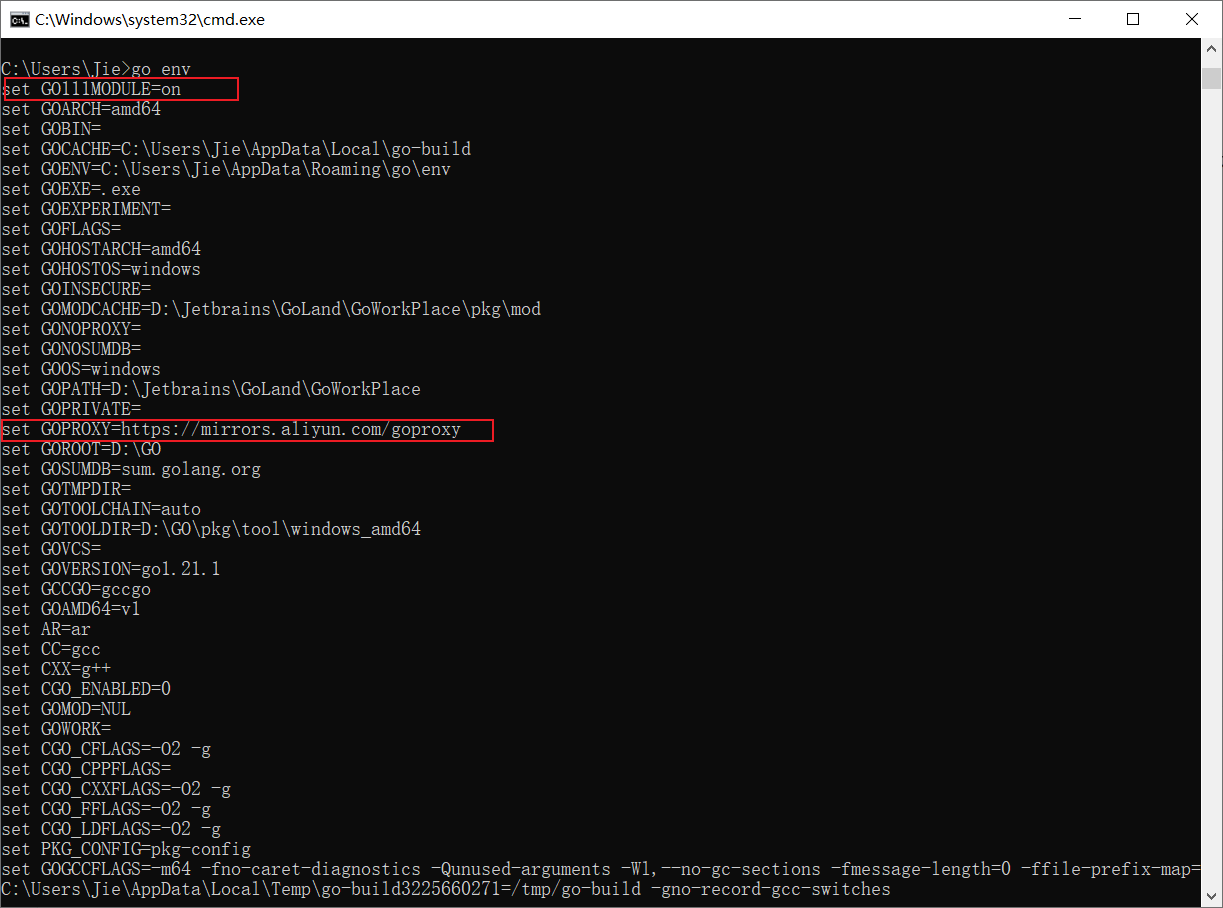 C:\Windows\system32\cmd.exe
C:\Users\Jie>go env
set GO111MODULE=on
set GOARCH=amd64
set GOBIN=
set GOCACHE=C:\Users\Jie\AppData\Local\go-build
set GOENV=C:\Users\Jie\AppData\Roaming\go\env
set GOEXE=.exe
set GOEXPERIMENT=
set GOFLAGS=
set GOHOSTARCH=amd64
set GOHOSTOS=windows
set GOINSECURE=
set GOMODCACHE=D:\Jetbrains\GoLand\GoWorkPlace\pkg\mod
set GONOPROXY=
set GONOSUMDB=
set GOOS=windows
set GOPATH=D:\Jetbrains\GoLand\GoWorkPlace
set GOPRIVATE=
set GOPROXY=https://mirrors.aliyun.com/goproxy
set GOROOT=D:\GO
set GOSUMDB=sum.golang.org
set GOTMPDIR=
set GOTOOLCHAIN=auto
set GOTOOLDIR=D:\GO\pkg\tool\windows_amd64
set GOVCS=
set GOVERSION=go1.21.1
set GCCGO=gccgo
set GOAMD64=v1
set AR=ar
set CC=gcc
set CXX=g++
set CGO_ENABLED=0
set GOMOD=NUL
set GOWORK=
set CGO_CFLAGS=-O2 -g
set CGO_CPPFLAGS=
set CGO_CXXFLAGS=-O2 -g
set CGO_FFLAGS=-O2 -g
set CGO_LDFLAGS=-O2 -g
set PKG_CONFIG=pkg-config
set GOGCCFLAGS=-m64 -fno-caret-diagnostics -Qunused-arguments -Wl,--no-gc-sections -fmessage-length=0 -ffile-prefix-map=
C:\Users\Jie\AppData\Local\Temp\go-build3225660271=/tmp/go-build -gno-record-gcc-switches